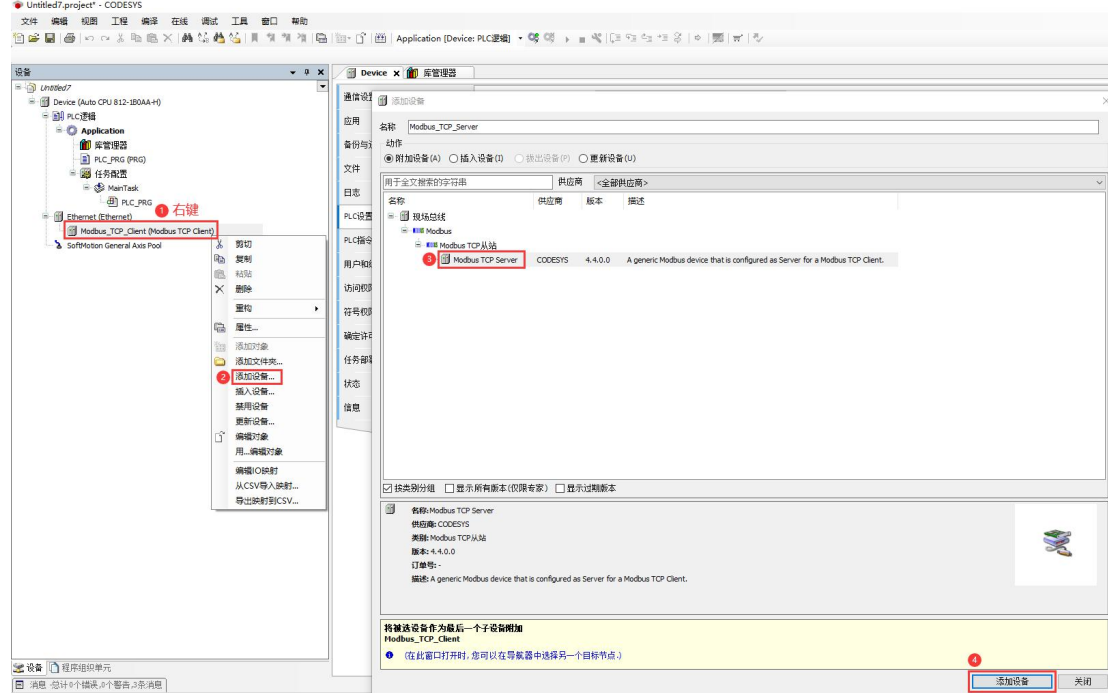 Untitled7.project* - CODESYS
文件 编辑 视图 工程 编译 在线 调试 工具 窗口 帮助
Application [Device: PLC逻辑]
设备
Untitled7
Device (Auto CPU 812-1B0AA-H)
PLC逻辑
Application
库管理器
PLC_PRG (PRG)
任务配置
MainTask
PLC_PRG
Ethernet (Ethernet)
1 右键
Modbus_TCP_Client (Modbus TCP Client)
SoftMotion General Axis Pool
剪切
复制
粘贴
删除
重构
属性...
添加对象
添加文件夹...
2 添加设备...
插入设备...
禁用设备
更新设备...
编辑对象
用...编辑对象
编辑IO映射
从CSV导入映射...
导出映射到CSV...
设备 程序组织单元
消息 -总计0个错误,0个警告,3条消息
Device 库管理器
通信设
应用
备份与
文件
日志
PLC设置
PLC指令
用户和
访问权
符号权
确定许
任务部
状态
信息
添加设备
名称 Modbus_TCP_Server
动作
附加设备(A) 插入设备(I) 拔出设备(P) 更新设备(U)
用于全文搜索的字符串 供应商 <全部供应商>
名称 供应商 版本 描述
现场总线
Modbus
Modbus TCP从站
3 Modbus TCP Server CODESYS 4.4.0.0 A generic Modbus device that is configured as Server for a Modbus TCP Client.
按类别分组 显示所有版本(仅限专家) 显示过期版本
名称: Modbus TCP Server
供应商: CODESYS
类别: Modbus TCP从站
版本: 4.4.0.0
订单号: -
描述: A generic Modbus device that is configured as Server for a Modbus TCP Client.
将被选设备作为最后一个子设备附加
Modbus_TCP_Client
(在此窗口打开时, 您可以在导航器中选择另一个目标节点.)
4
添加设备 关闭